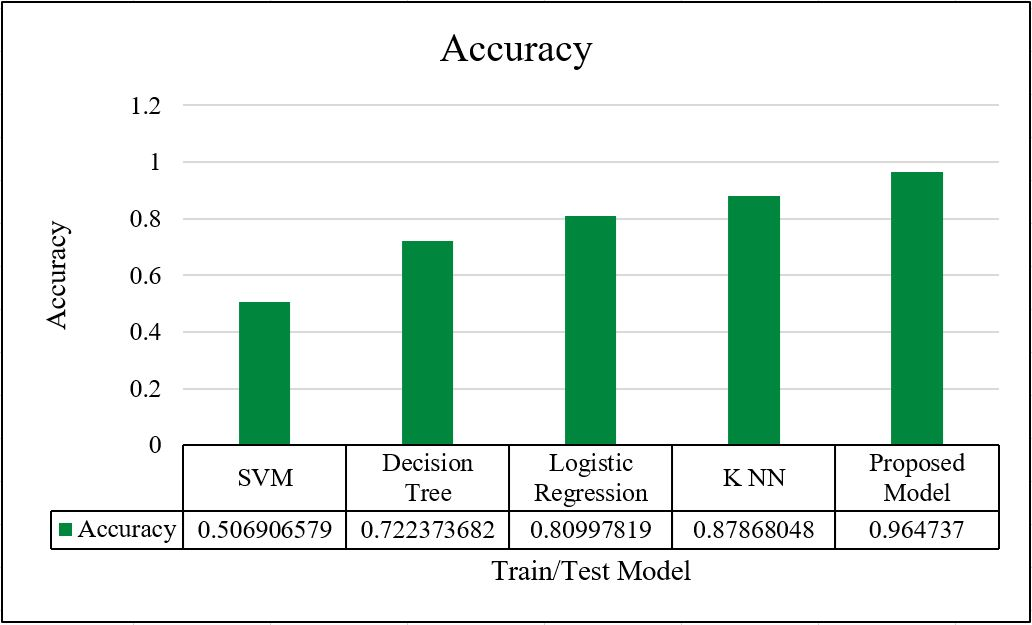 Accuracy
1.2
1
0.8
0.6
0.4
0.2
0
Accuracy
SVM
Decision
Tree
Logistic
Regression
K NN
Proposed
Model
Accuracy 0.506906579 0.722373682 0.80997819 0.87868048 0.964737
Train/Test Model